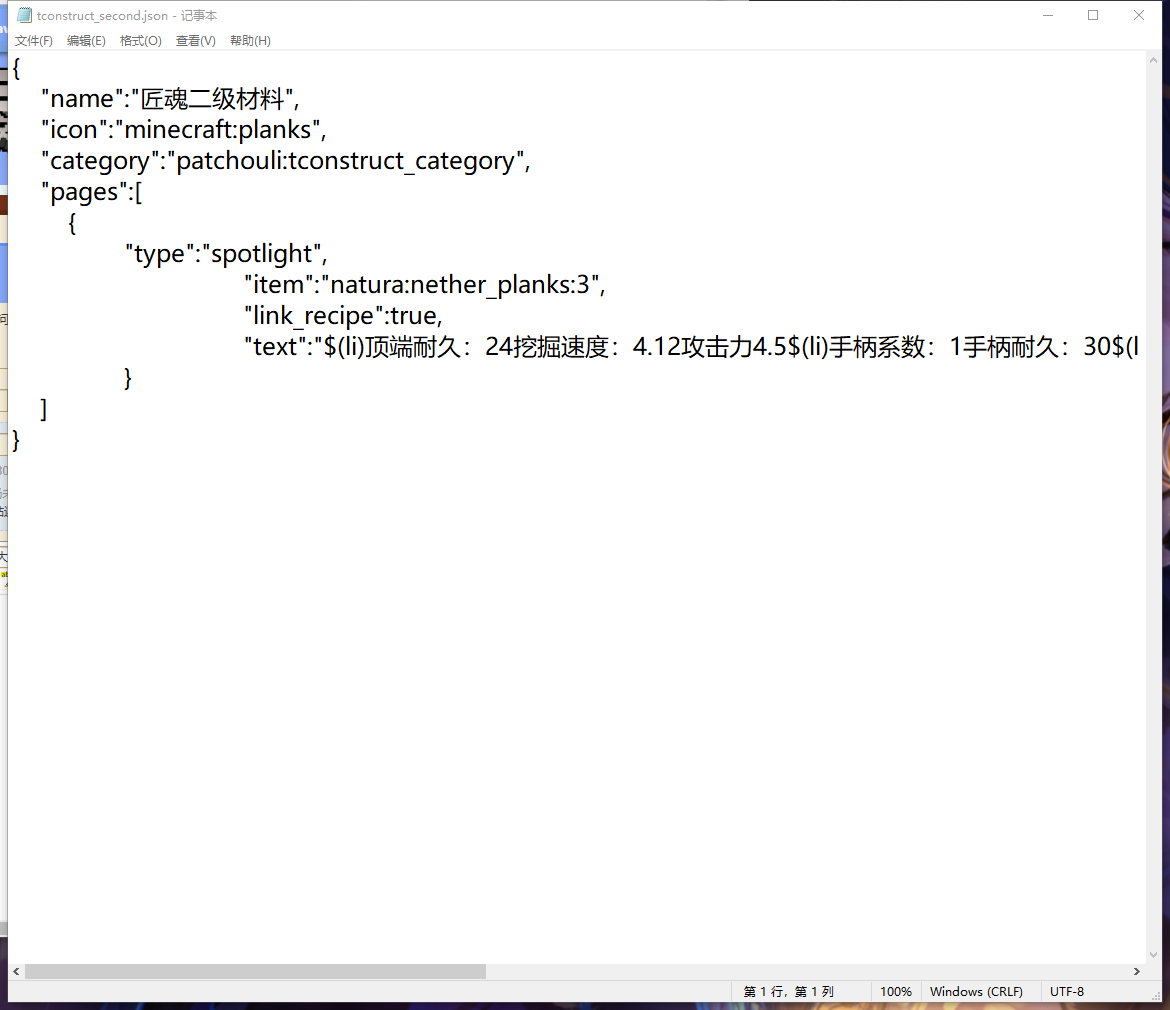 tconstruct_second.json - 记事本
文件(F) 编辑(E) 格式(O) 查看(V) 帮助(H)
{
"name":"匠魂二级材料",
"icon":"minecraft:planks",
"category":"patchouli:tconstruct_category",
"pages":[
{
"type":"spotlight",
"item":"natura:nether_planks:3",
"link_recipe":true,
"text":"$(li)顶端耐久：24挖掘速度：4.12攻击力4.5$(li)手柄系数：1手柄耐久：30$(l
}
]
}
第 1 行，第 1 列 100% Windows (CRLF) UTF-8